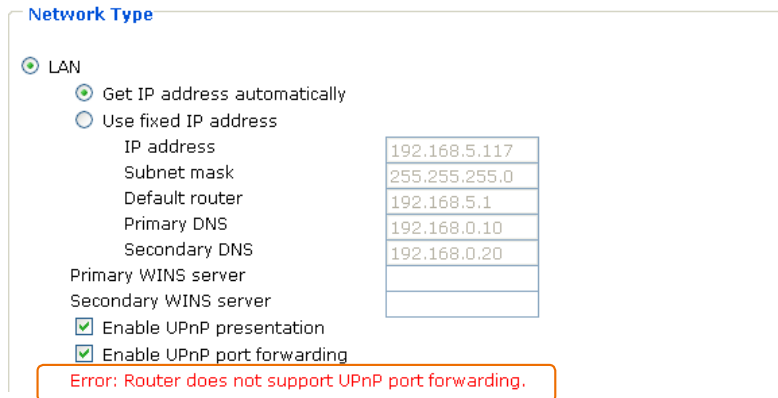 Network Type
LAN
Get IP address automatically
Use fixed IP address
IP address 192.168.5.117
Subnet mask 255.255.255.0
Default router 192.168.5.1
Primary DNS 192.168.0.10
Secondary DNS 192.168.0.20
Primary WINS server
Secondary WINS server
Enable UPnP presentation
Enable UPnP port forwarding
Error: Router does not support UPnP port forwarding.